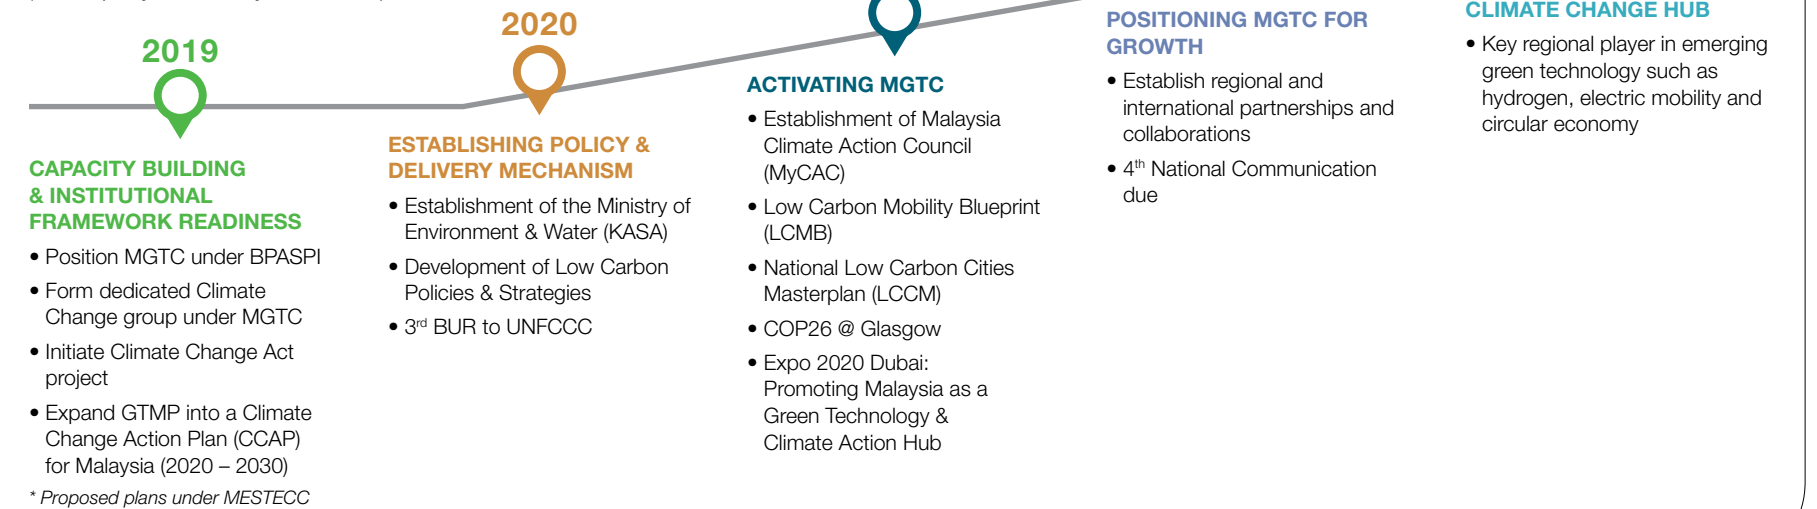 2019
CAPACITY BUILDING
& INSTITUTIONAL
FRAMEWORK READINESS
• Position MGTC under BPASPI
• Form dedicated Climate
Change group under MGTC
• Initiate Climate Change Act
project
• Expand GTMP into a Climate
Change Action Plan (CCAP)
for Malaysia (2020 – 2030)
* Proposed plans under MESTECC
2020
ESTABLISHING POLICY &
DELIVERY MECHANISM
• Establishment of the Ministry of
Environment & Water (KASA)
• Development of Low Carbon
Policies & Strategies
• 3rd BUR to UNFCCC
ACTIVATING MGTC
• Establishment of Malaysia
Climate Action Council
(MyCAC)
• Low Carbon Mobility Blueprint
(LCMB)
• National Low Carbon Cities
Masterplan (LCCM)
• COP26 @ Glasgow
• Expo 2020 Dubai:
Promoting Malaysia as a
Green Technology &
Climate Action Hub
POSITIONING MGTC FOR
GROWTH
• Establish regional and
international partnerships and
collaborations
• 4th National Communication
due
CLIMATE CHANGE HUB
• Key regional player in emerging
green technology such as
hydrogen, electric mobility and
circular economy